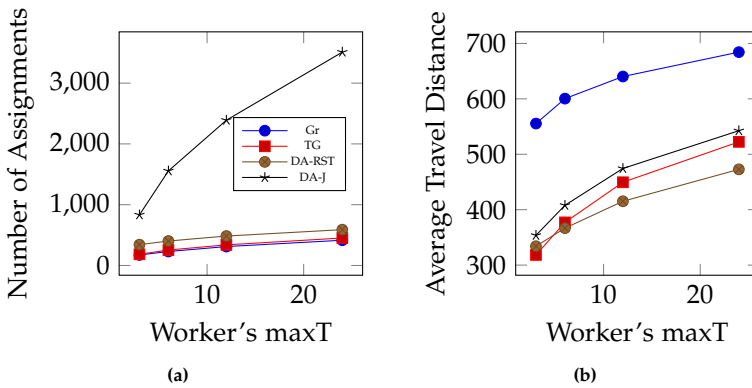 Number of Assignments
3,000
2,000
1,000
0
10
20
Worker's maxT
Gr
TG
DA-RST
DA-J
(a)
Average Travel Distance
700
600
500
400
300
10
20
Worker's maxT
(b)